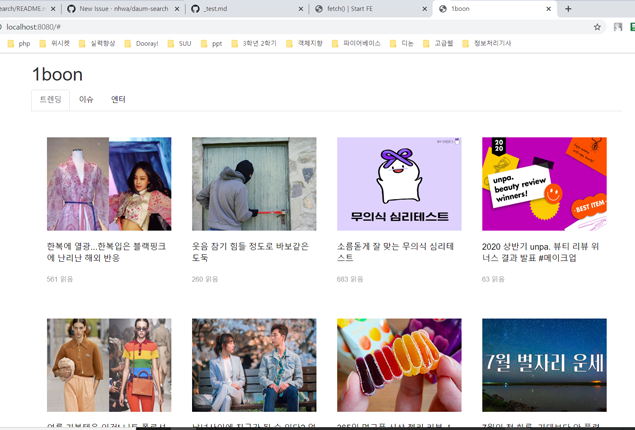 earch/README.m
New Issue · nhwa/daum-search
_test.md
fetch() | Start FE
1boon
localhost:8080/#
php
위시켓
실력향상
Dooray!
SUU
ppt
3학년 2학기
객체지향
파이어베이스
디논
고급웹
정보처리기사
1boon
트렌딩
이슈
엔터
한복에 열광...한복입은 블랙핑크에 난리난 해외 반응
561 읽음
웃음 참기 힘들 정도로 바보같은 도둑
260 읽음
무의식 심리테스트
소름돋게 잘 맞는 무의식 심리테스트
683 읽음
20
20
unpa.
beauty review
winners!
BEST ITEM
2020 상반기 unpa. 뷰티 리뷰 위너스 결과 발표 #메이크업
63 읽음
7월 별자리 운세